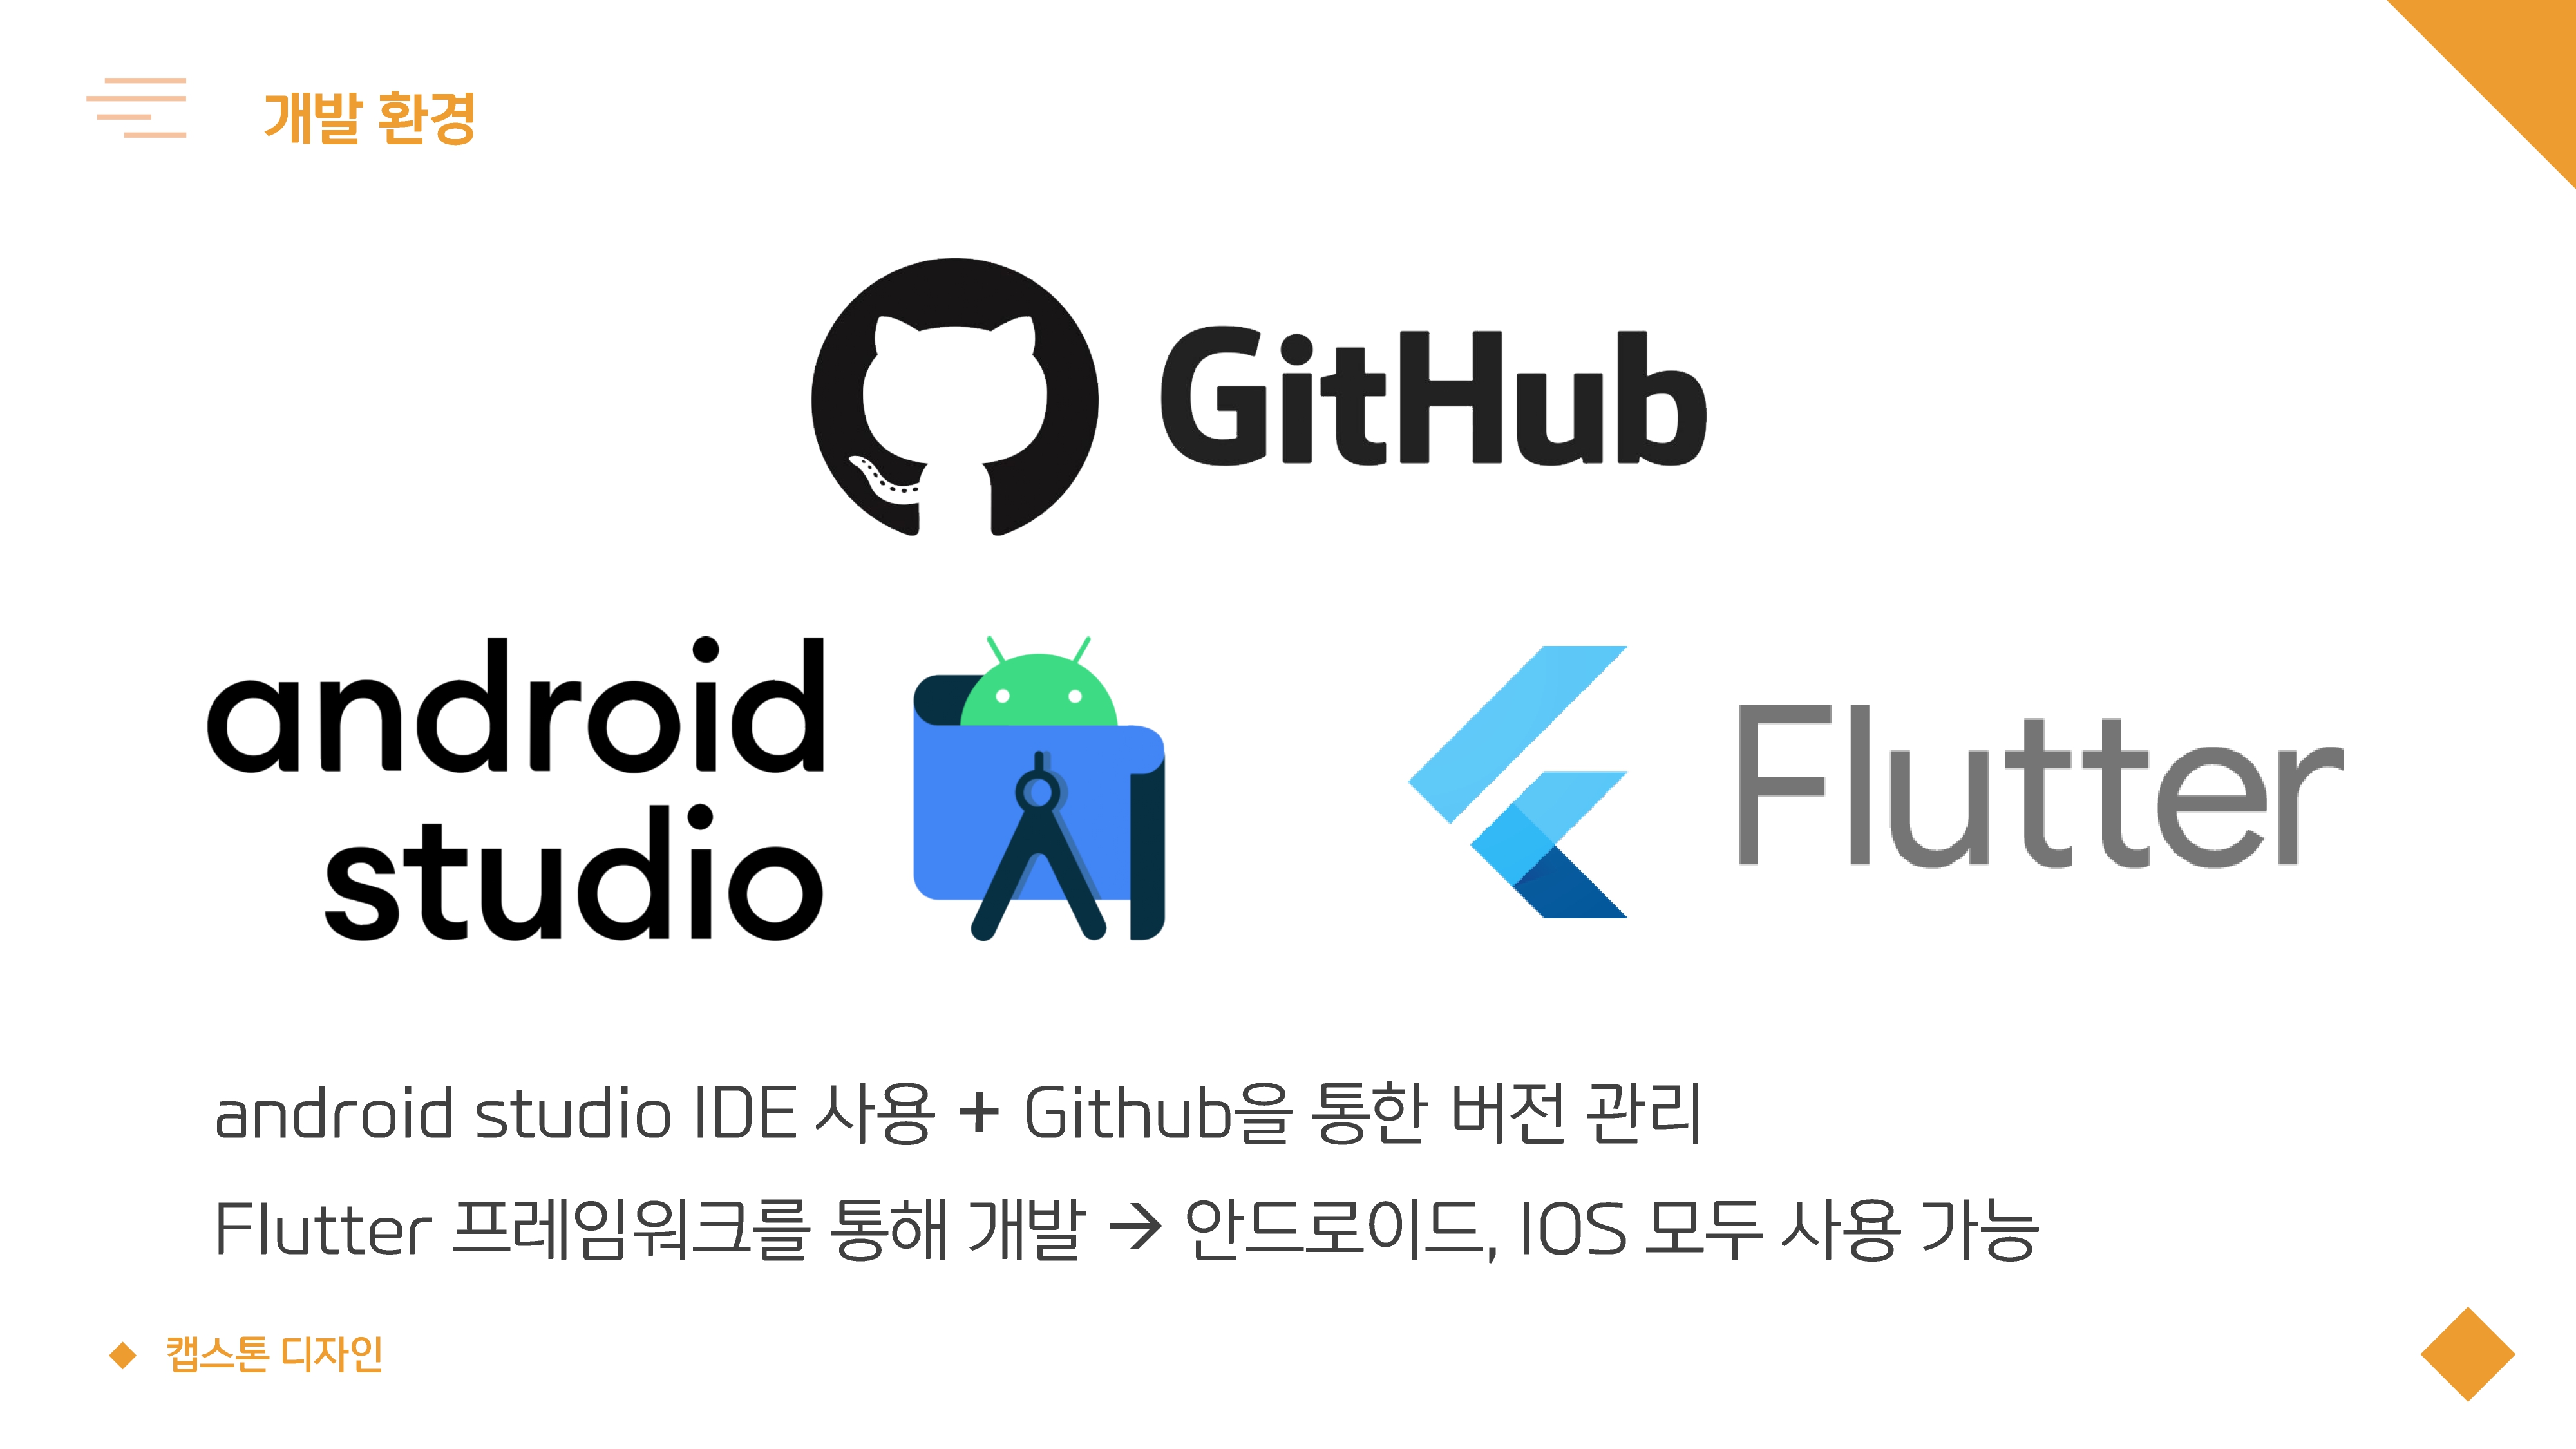 개발 환경
GitHub
android
studio
Flutter
android studio IDE 사용 + Github을 통한 버전 관리
Flutter 프레임워크를 통해 개발 → 안드로이드, IOS 모두 사용 가능
캡스톤 디자인